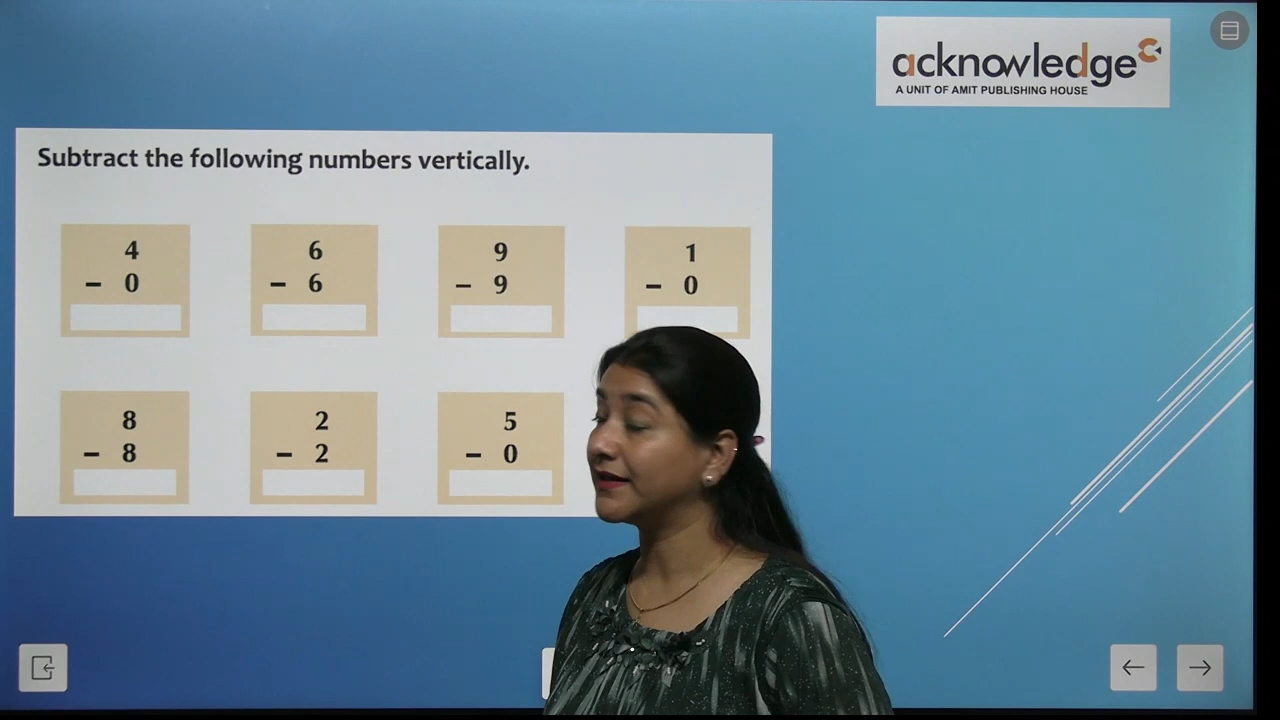 acknowledge
A UNIT OF AMIT PUBLISHING HOUSE
Subtract the following numbers vertically.
4 6 9 1
− 0 − 6 − 9 − 0
8 2 5
− 8 − 2 − 0